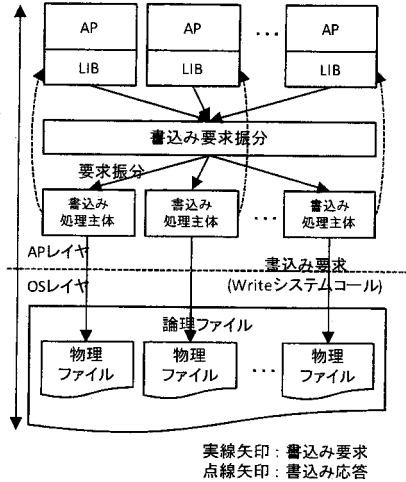 AP AP … AP
LIB LIB LIB
書込み要求振分
要求振分
書込み 書込み 書込み
処理主体 処理主体 … 処理主体
APレイヤ
書込み要求
OSレイヤ (Writeシステムコール)
論理ファイル
物理 物理 物理
ファイル ファイル … ファイル
実線矢印：書込み要求
点線矢印：書込み応答